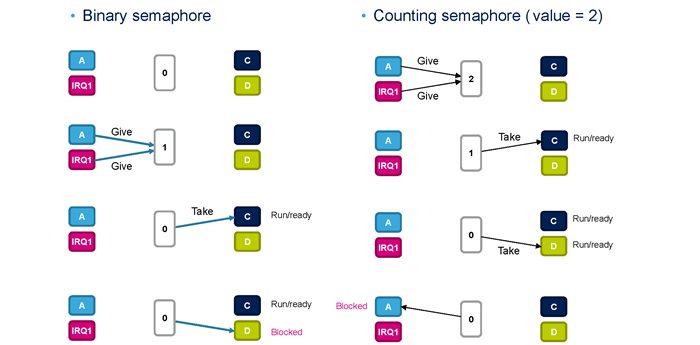 • Binary semaphore
A
IRQ1
0
C
D
A
IRQ1
Give
Give
1
C
D
A
IRQ1
0
Take
C
D
Run/ready
A
IRQ1
0
C
D
Run/ready
Blocked
• Counting semaphore ( value = 2)
A
IRQ1
Give
Give
2
C
D
A
IRQ1
1
Take
C
D
Run/ready
A
IRQ1
0
Take
C
D
Run/ready
Run/ready
Blocked
A
IRQ1
0
C
D